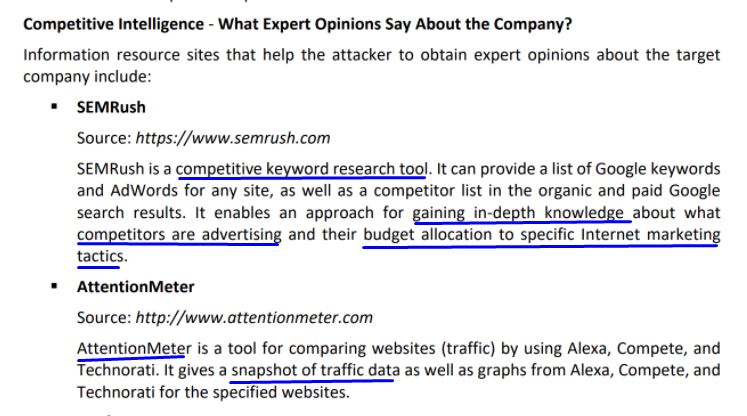 Competitive Intelligence - What Expert Opinions Say About the Company?
Information resource sites that help the attacker to obtain expert opinions about the target
company include:
▪ SEMRush
Source: https://www.semrush.com
SEMRush is a competitive keyword research tool. It can provide a list of Google keywords
and AdWords for any site, as well as a competitor list in the organic and paid Google
search results. It enables an approach for gaining in-depth knowledge about what
competitors are advertising and their budget allocation to specific Internet marketing
tactics.
▪ AttentionMeter
Source: http://www.attentionmeter.com
AttentionMeter is a tool for comparing websites (traffic) by using Alexa, Compete, and
Technorati. It gives a snapshot of traffic data as well as graphs from Alexa, Compete, and
Technorati for the specified websites.